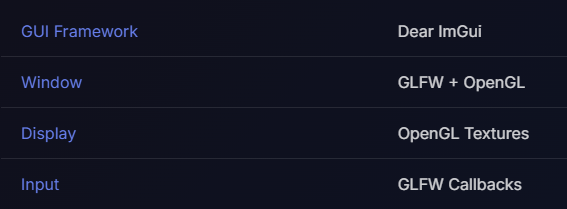 GUI Framework Dear ImGui
Window GLFW + OpenGL
Display OpenGL Textures
Input GLFW Callbacks